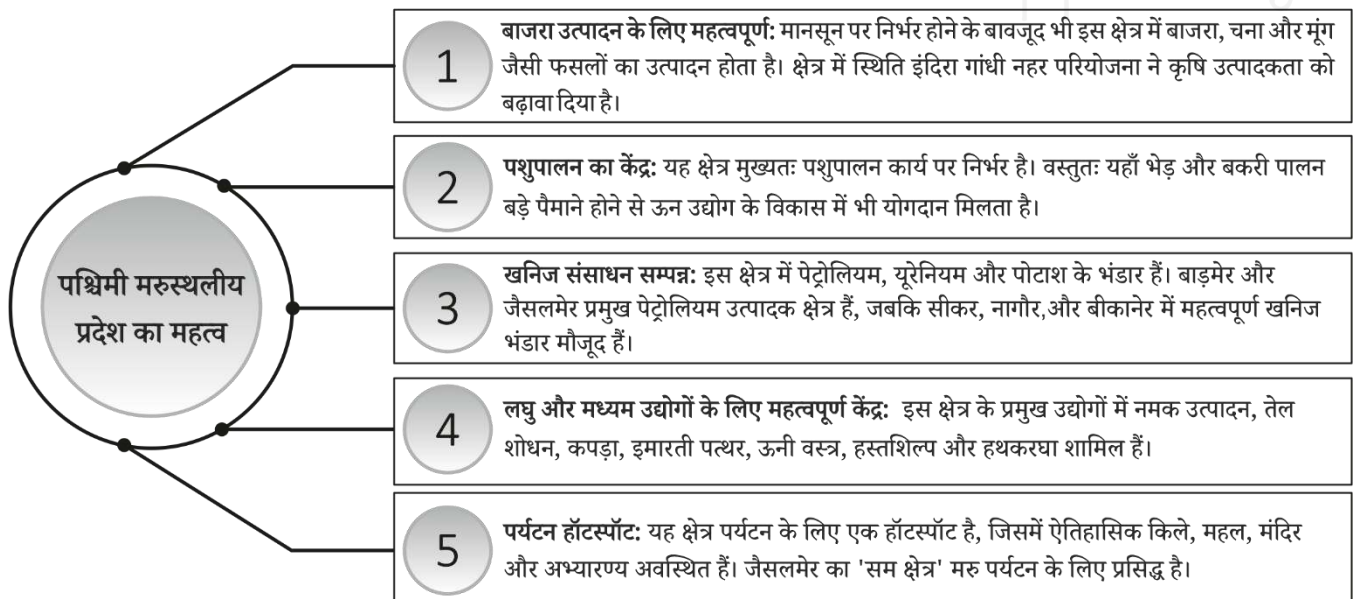 पश्चिमी मरुस्थलीय
प्रदेश का महत्व
1
बाजरा उत्पादन के लिए महत्वपूर्ण: मानसून पर निर्भर होने के बावजूद भी इस क्षेत्र में बाजरा, चना और मूंग
जैसी फसलों का उत्पादन होता है। क्षेत्र में स्थिति इंदिरा गांधी नहर परियोजना ने कृषि उत्पादकता को
बढ़ावा दिया है।
2
पशुपालन का केंद्र: यह क्षेत्र मुख्यतः पशुपालन कार्य पर निर्भर है। वस्तुतः यहाँ भेड़ और बकरी पालन
बड़े पैमाने होने से ऊन उद्योग के विकास में भी योगदान मिलता है।
3
खनिज संसाधन सम्पन्न: इस क्षेत्र में पेट्रोलियम, यूरेनियम और पोटाश के भंडार हैं। बाड़मेर और
जैसलमेर प्रमुख पेट्रोलियम उत्पादक क्षेत्र हैं, जबकि सीकर, नागौर,और बीकानेर में महत्वपूर्ण खनिज
भंडार मौजूद हैं।
4
लघु और मध्यम उद्योगों के लिए महत्वपूर्ण केंद्र: इस क्षेत्र के प्रमुख उद्योगों में नमक उत्पादन, तेल
शोधन, कपड़ा, इमारती पत्थर, ऊनी वस्त्र, हस्तशिल्प और हथकरघा शामिल हैं।
5
पर्यटन हॉटस्पॉट: यह क्षेत्र पर्यटन के लिए एक हॉटस्पॉट है, जिसमें ऐतिहासिक किले, महल, मंदिर
और अभ्यारण्य अवस्थित हैं। जैसलमेर का 'सम क्षेत्र' मरु पर्यटन के लिए प्रसिद्ध है।